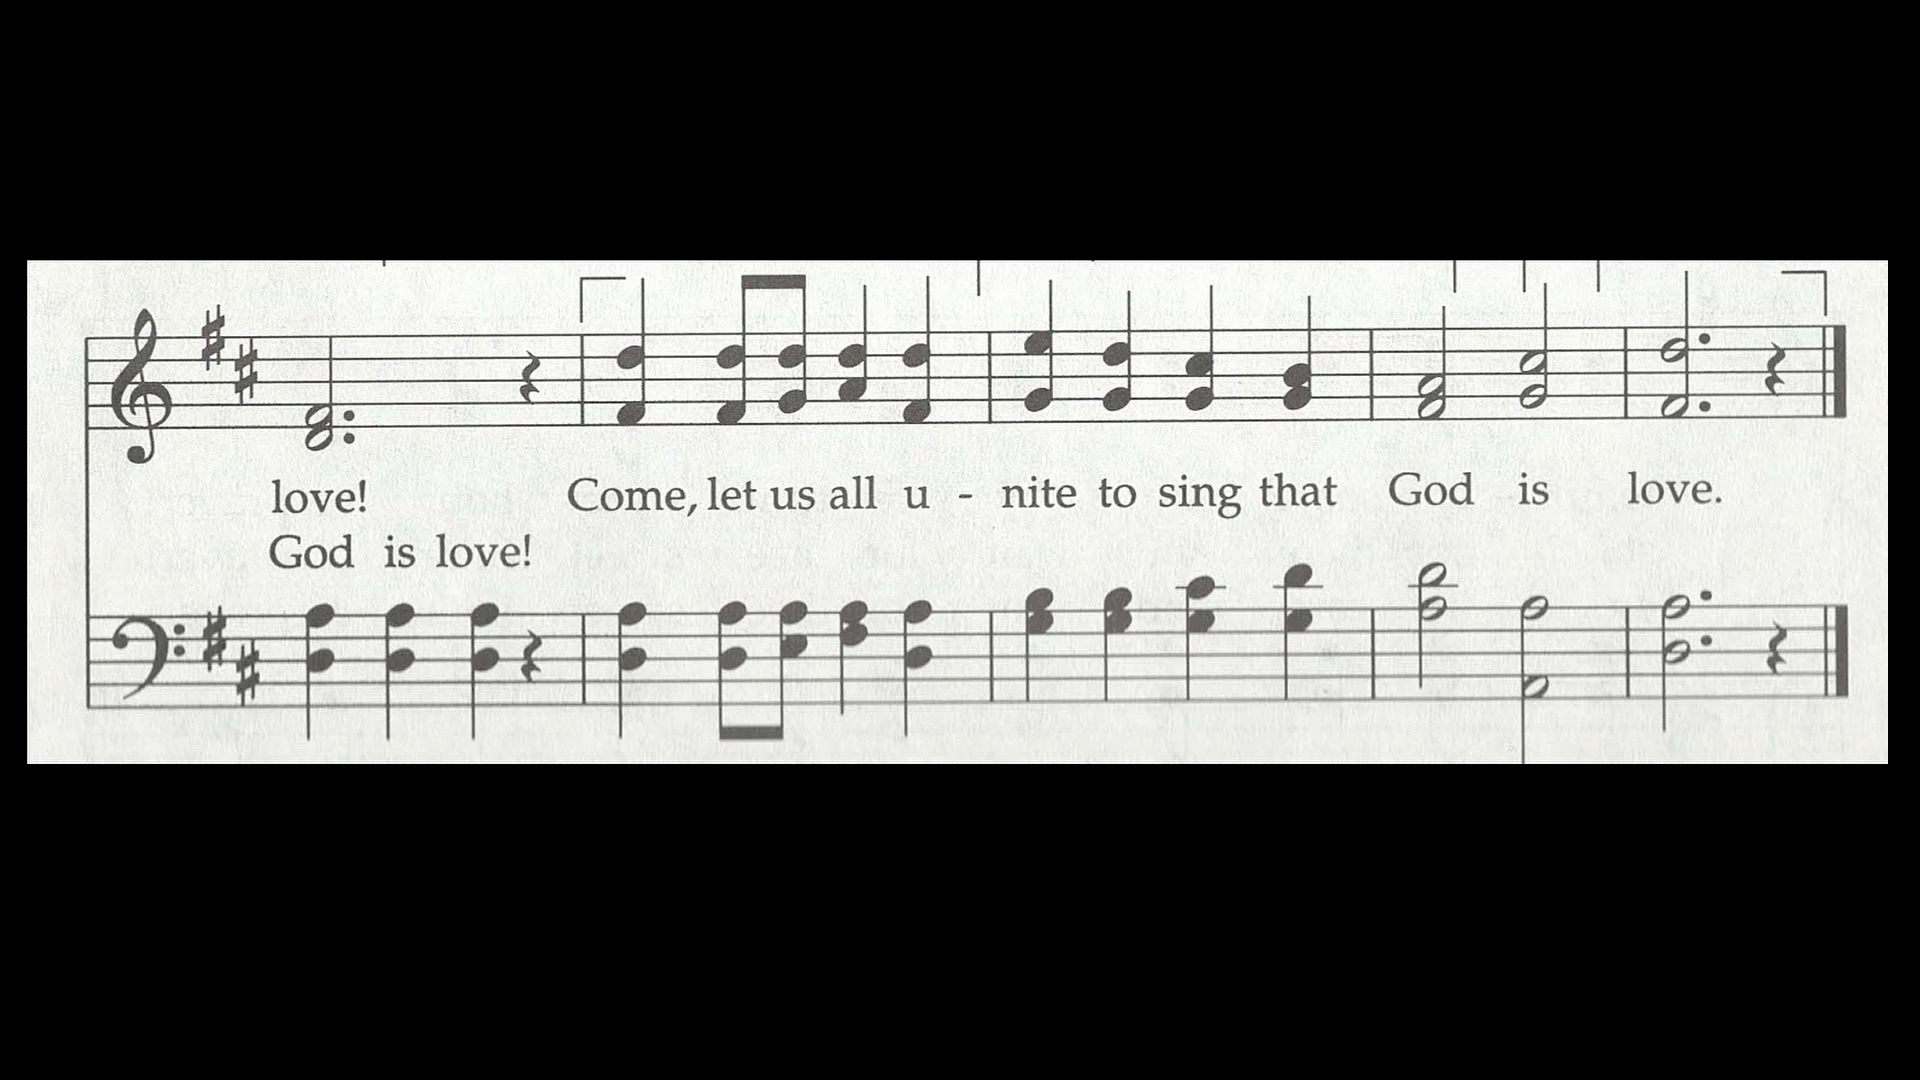 love! Come, let us all u - nite to sing that God is love.
God is love!